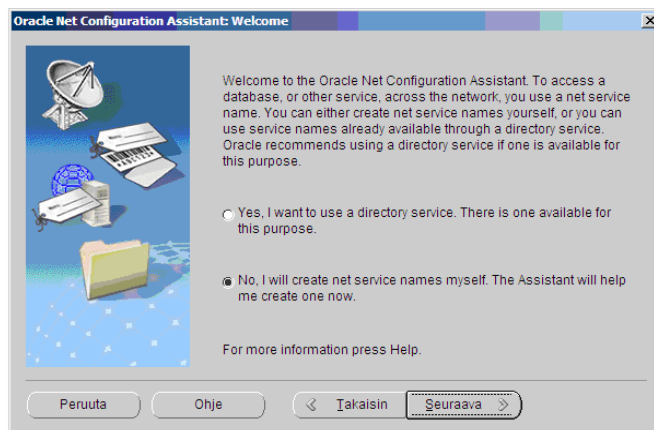 Oracle Net Configuration Assistant: Welcome
Welcome to the Oracle Net Configuration Assistant. To access a
database, or other service, across the network, you use a net service
name. You can either create net service names yourself, or you can
use service names already available through a directory service.
Oracle recommends using a directory service if one is available for
this purpose.
Yes, I want to use a directory service. There is one available for
this purpose.
No, I will create net service names myself. The Assistant will help
me create one now.
For more information press Help.
Peruuta Ohje Takaisin Seuraava